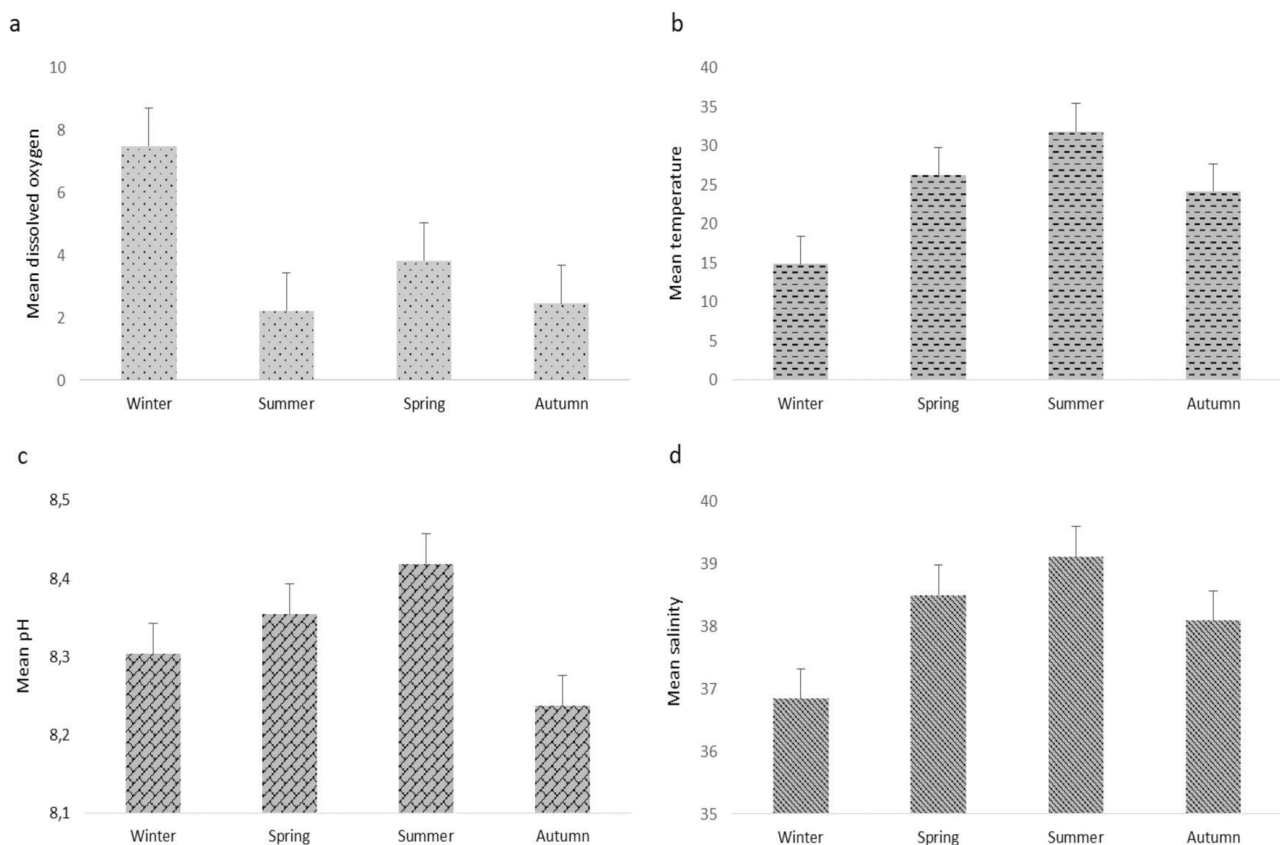 a
Mean dissolved oxygen
10
8
6
4
2
0
Winter Summer Spring Autumn
b
Mean temperature
40
35
30
25
20
15
10
5
0
Winter Spring Summer Autumn
c
Mean pH
8,5
8,4
8,3
8,2
8,1
Winter Spring Summer Autumn
d
Mean salinity
40
39
38
37
36
35
Winter Spring Summer Autumn